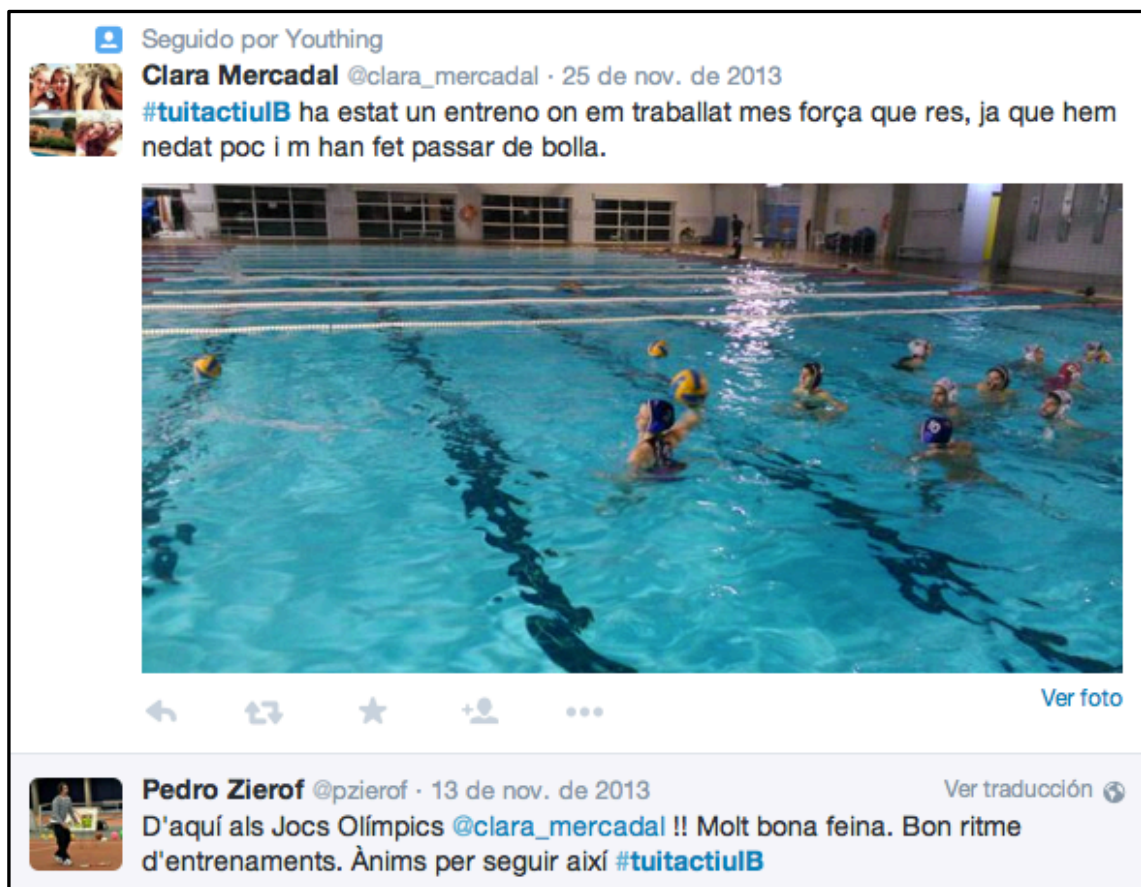 Seguido por Youthing
Clara Mercadal @clara_mercadal · 25 de nov. de 2013
#tuitactiuIB ha estat un entreno on em traballat mes força que res, ja que hem
nedat poc i m han fet passar de bolla.
Ver foto
Pedro Zierof @pzierof · 13 de nov. de 2013
Ver traducción
D'aquí als Jocs Olímpics @clara_mercadal !! Molt bona feina. Bon ritme
d'entrenaments. Ànims per seguir així #tuitactiuIB